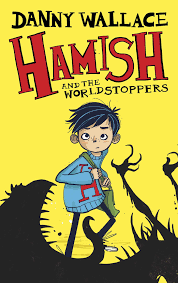 DANNY WALLACE
HAMISH
AND THE
WORLDSTOPPERS
H